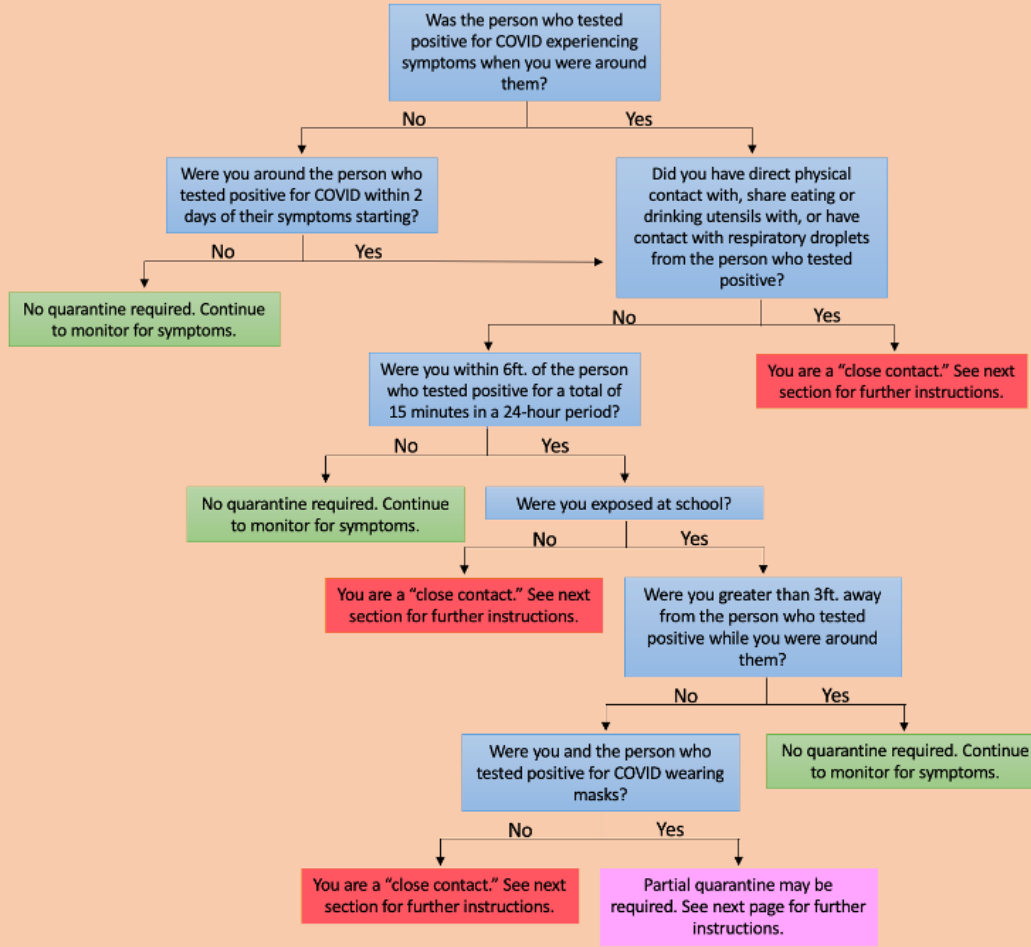 Was the person who tested
positive for COVID experiencing
symptoms when you were around
them?
No
Yes
Were you around the person who
tested positive for COVID within 2
days of their symptoms starting?
Did you have direct physical
contact with, share eating or
drinking utensils with, or have
contact with respiratory droplets
from the person who tested
positive?
No
Yes
No quarantine required. Continue
to monitor for symptoms.
No
Yes
Were you within 6ft. of the person
who tested positive for a total of
15 minutes in a 24-hour period?
You are a “close contact.” See next
section for further instructions.
No
Yes
No quarantine required. Continue
to monitor for symptoms.
Were you exposed at school?
No
Yes
You are a “close contact.” See next
section for further instructions.
Were you greater than 3ft. away
from the person who tested
positive while you were around
them?
No
Yes
Were you and the person who
tested positive for COVID wearing
masks?
No quarantine required. Continue
to monitor for symptoms.
No
Yes
You are a “close contact.” See next
section for further instructions.
Partial quarantine may be
required. See next page for further
instructions.